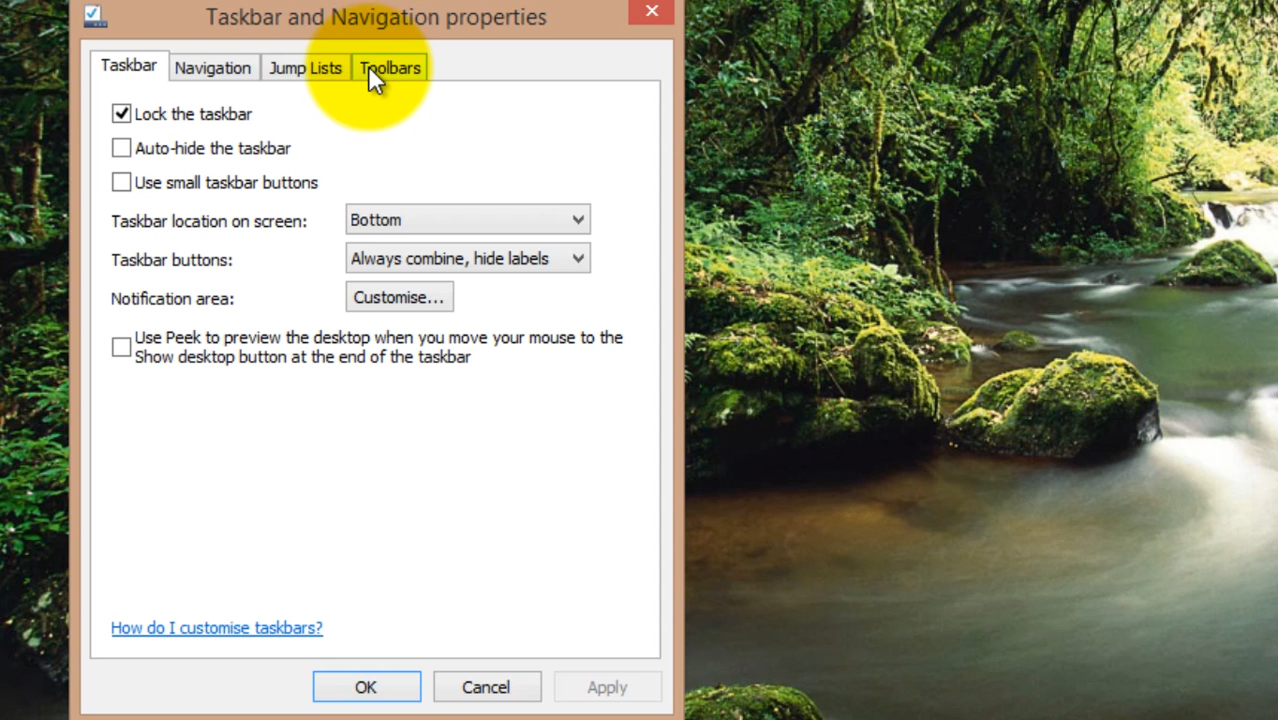 Taskbar and Navigation properties
Taskbar Navigation Jump Lists Toolbars
Lock the taskbar
Auto-hide the taskbar
Use small taskbar buttons
Taskbar location on screen: Bottom
Taskbar buttons: Always combine, hide labels
Notification area: Customise...
Use Peek to preview the desktop when you move your mouse to the
Show desktop button at the end of the taskbar
How do I customise taskbars?
OK Cancel Apply